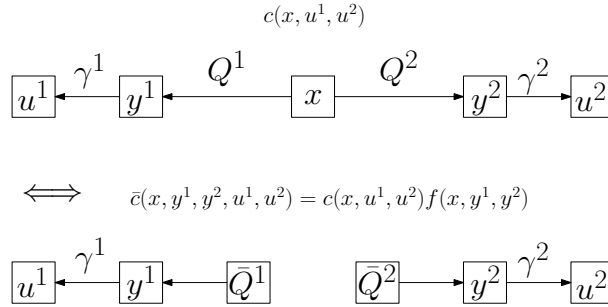 c(x, u¹, u²)
γ¹ Q¹ Q² γ²
u¹ y¹ x y² u²
⟺ c̄(x, y¹, y², u¹, u²) = c(x, u¹, u²)f(x, y¹, y²)
γ¹ γ²
u¹ y¹ Q̄¹ Q̄² y² u²